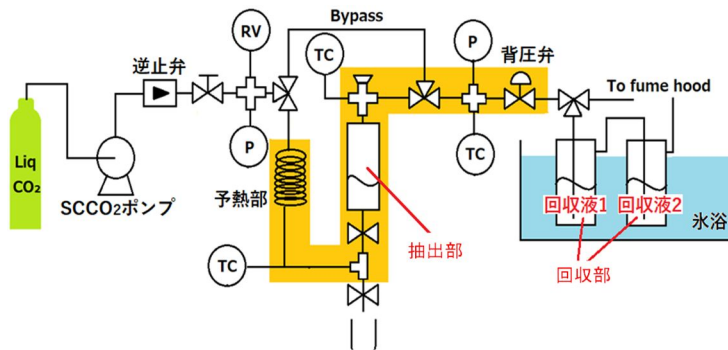 Bypass
RV
P
TC
背圧弁
逆止弁
To fume hood
P
TC
Liq
CO₂
SCCO₂ポンプ
予熱部
回収液1
回収液2
氷浴
抽出部
回収部
TC